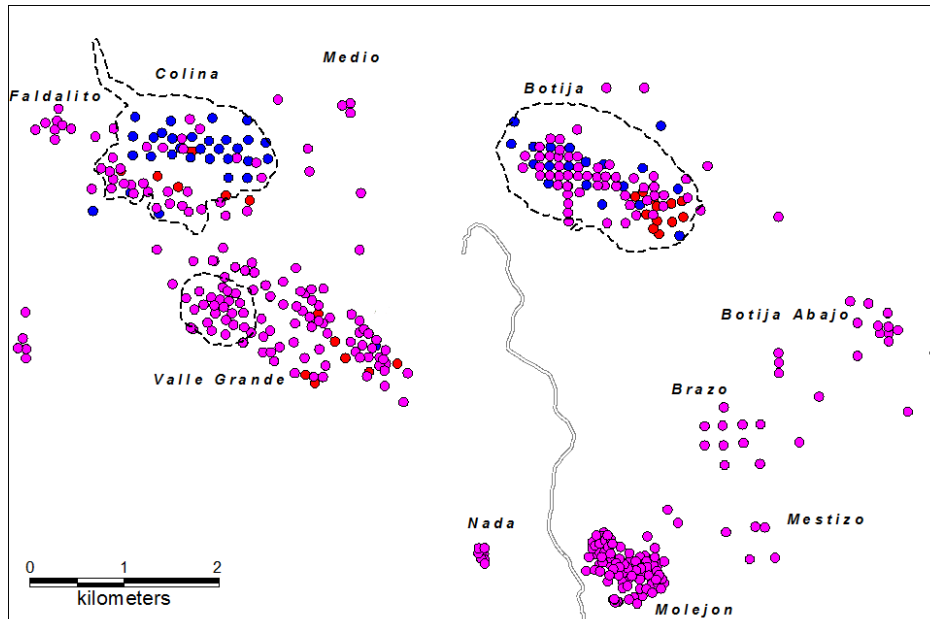 Medio
Colina
Botija
Faldalito
Botija Abajo
Valle Grande
Brazo
Nada
Mestizo
0 1 2
kilometers
Molejon